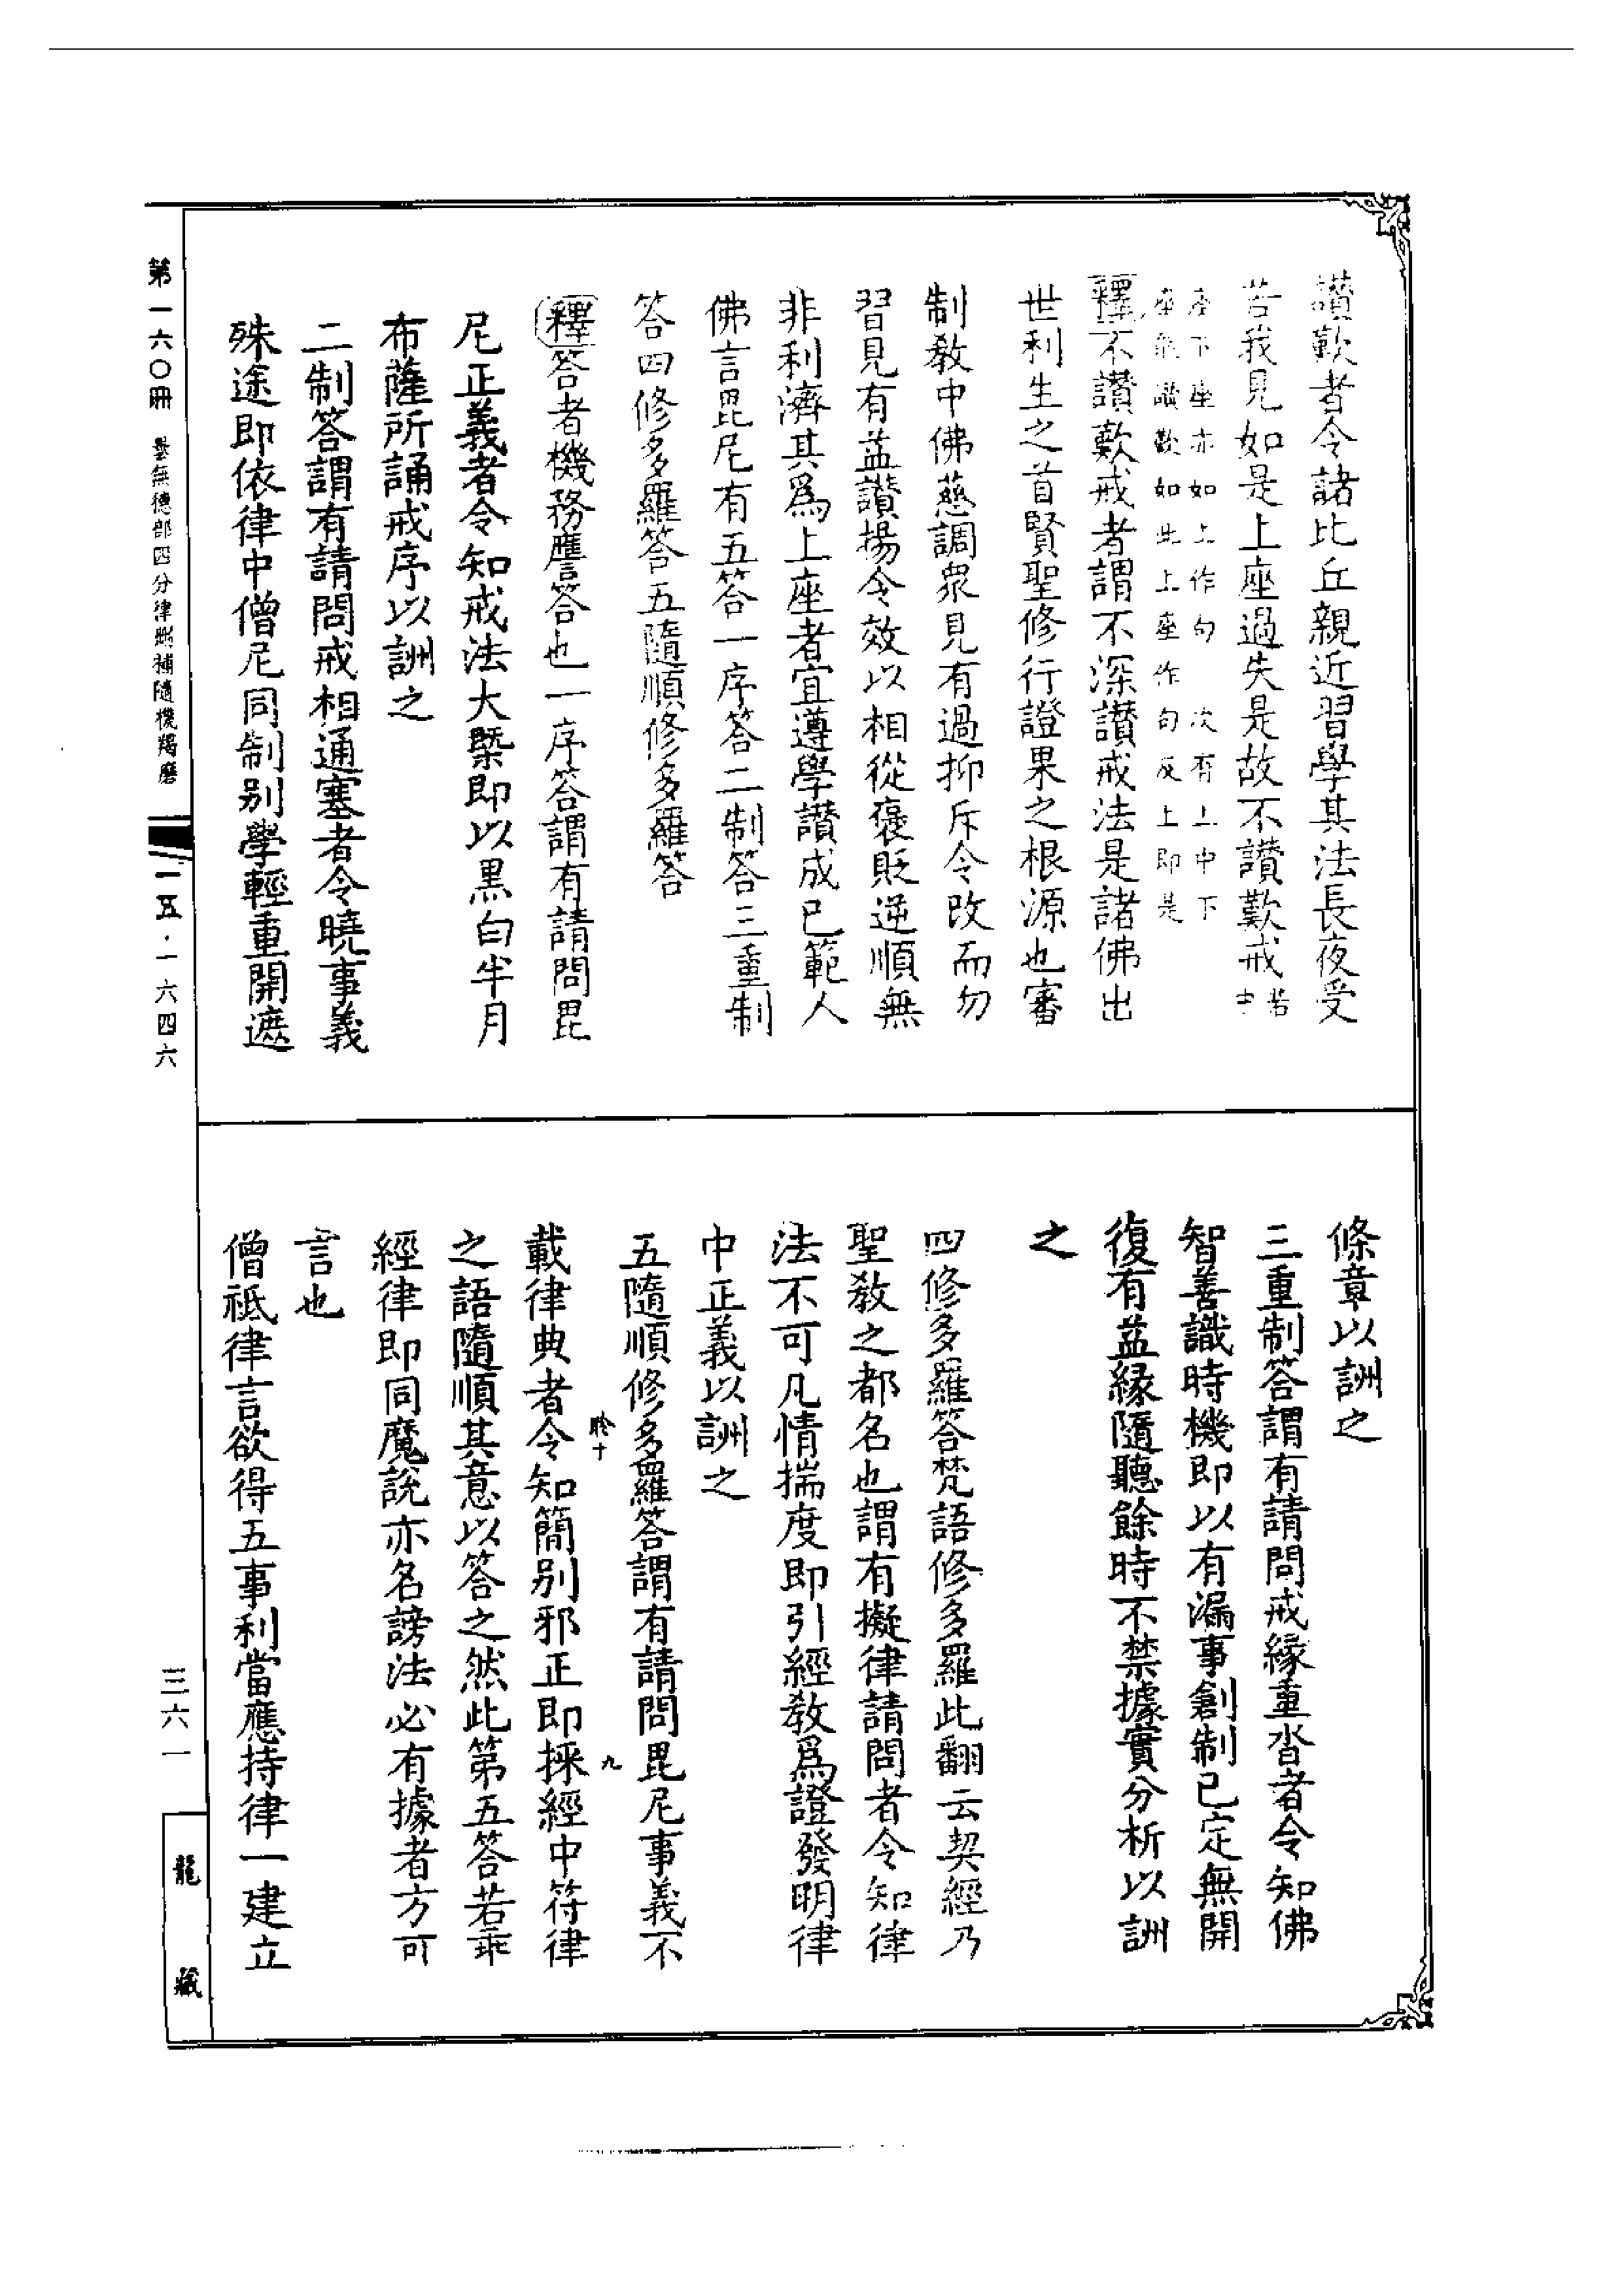 讃歎者令諸比丘親近習學其法長夜受
苦我見如是上座過失是故不讃歎戒若中
座下座亦如上作句　次有上中下
座能讃歎如此上座作句反上即是
釋不讃歎戒者謂不深讃戒法是諸佛出
世利生之首賢聖修行證果之根源也審
制教中佛慈調衆見有過抑斥令改而勿
習見有益讃揚令效以相從褒貶逆順無
非利濟其爲上座者宜遵學讃成已範人
佛言毘尼有五答一序答二制答三重制
答四修多羅答五隨順修多羅答
釋答者機務譍答也一序答謂有請問毘
尼正義者令知戒法大槩即以黒白半月
布薩所誦戒序以詶之
二制答謂有請問戒相通塞者令曉事義
殊途即依律中僧尼同制别學輕重開遮
條章以詶之
三重制答謂有請問戒緣重沓者令知佛
智善識時機即以有漏事創制已定無開
復有益緣隨聽餘時不禁據實分析以詶
之
四修多羅答梵語修多羅此翻云契經乃
聖教之都名也謂有擬律請問者令知律
法不可凡情揣度即引經教爲證發明律
中正義以詶之
五隨順修多羅答謂有請問毘尼事義不
載律典者令知簡别邪正即採經中符律
之語隨順其意以答之然此第五答若乖
經律即同魔說亦名謗法必有據者方可
言也
僧祗律言欲得五事利當應持律一建立
十
九
第一六〇冊　曇無德部四分律刪補隨機羯磨
一五·一六四六
三六一
龍藏